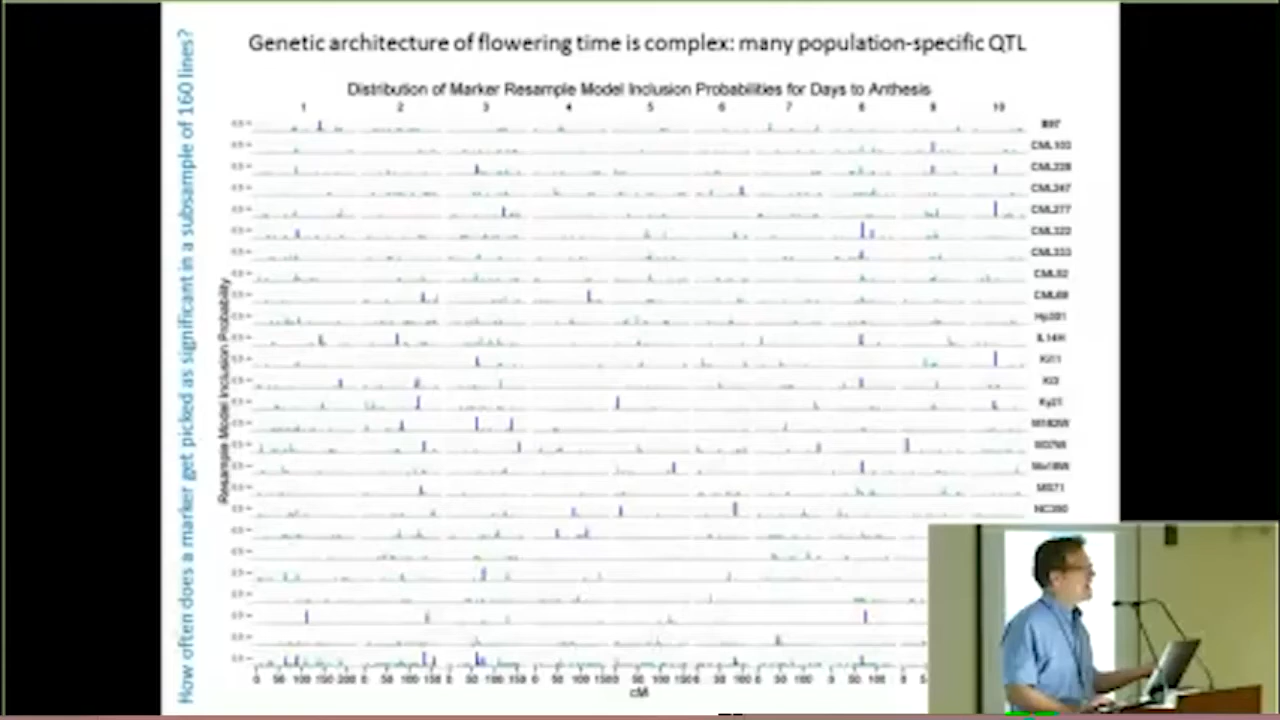 Genetic architecture of flowering time is complex: many population-specific QTL
Distribution of Marker Resample Model Inclusion Probabilities for Days to Anthesis
1 2 3 4 5 6 7 8 9 10
How often does a marker get picked as significant in a subsample of 160 lines?
Resample Model Inclusion Probability
B97
CML103
CML228
CML247
CML277
CML322
CML333
CML52
CML69
Hp301
IL14H
Ki11
Ki3
Ky21
M162W
M37W
Mo18W
MS71
NC350
cM